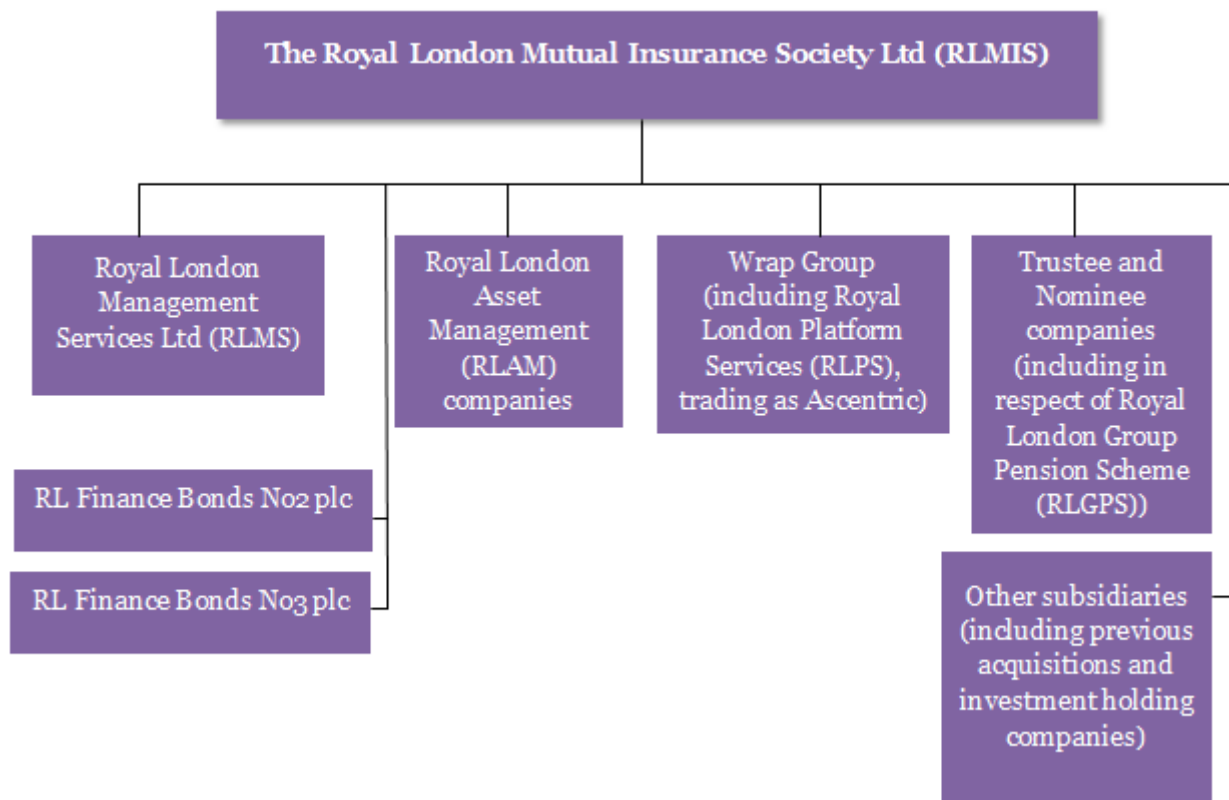 The Royal London Mutual Insurance Society Ltd (RLMIS)
Royal London
Management
Services Ltd (RLMS)
Royal London
Asset
Management
(RLAM)
companies
Wrap Group
(including Royal
London Platform
Services (RLPS),
trading as Ascentric)
Trustee and
Nominee
companies
(including in
respect of Royal
London Group
Pension Scheme
(RLGPS))
RL Finance Bonds No2 plc
RL Finance Bonds No3 plc
Other subsidiaries
(including previous
acquisitions and
investment holding
companies)